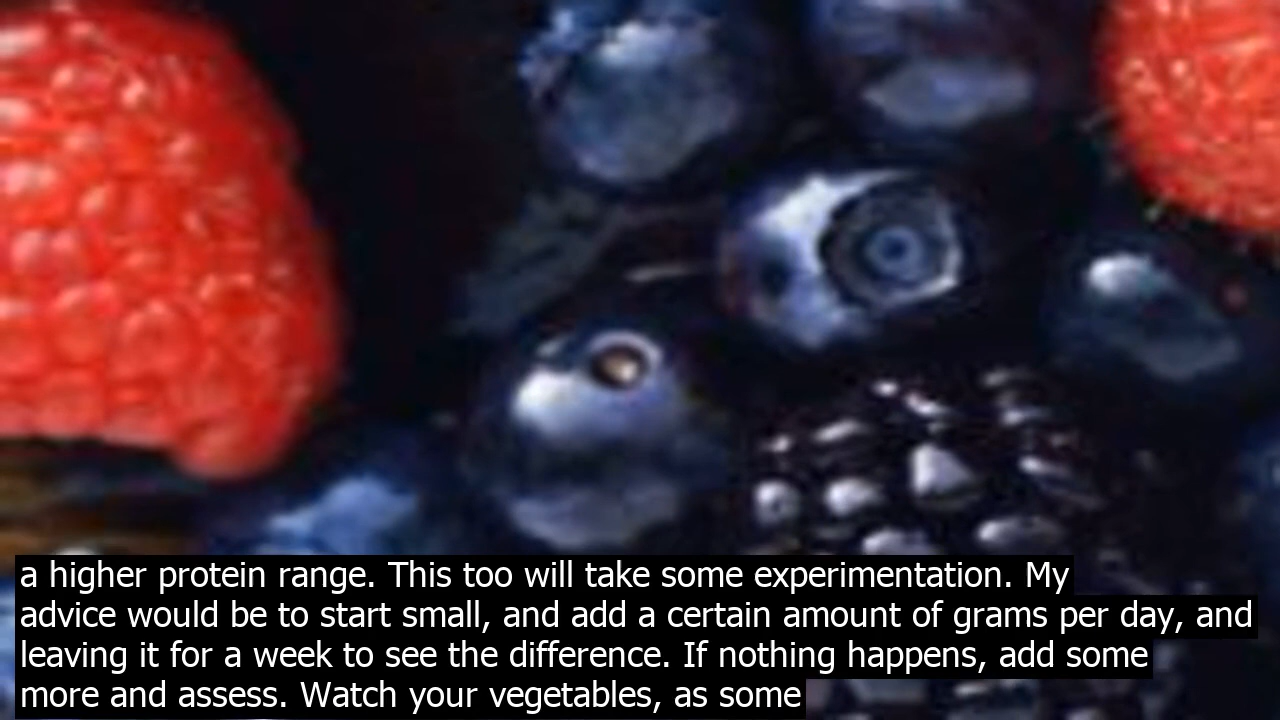 a higher protein range. This too will take some experimentation. My
advice would be to start small, and add a certain amount of grams per day, and
leaving it for a week to see the difference. If nothing happens, add some
more and assess. Watch your vegetables, as some